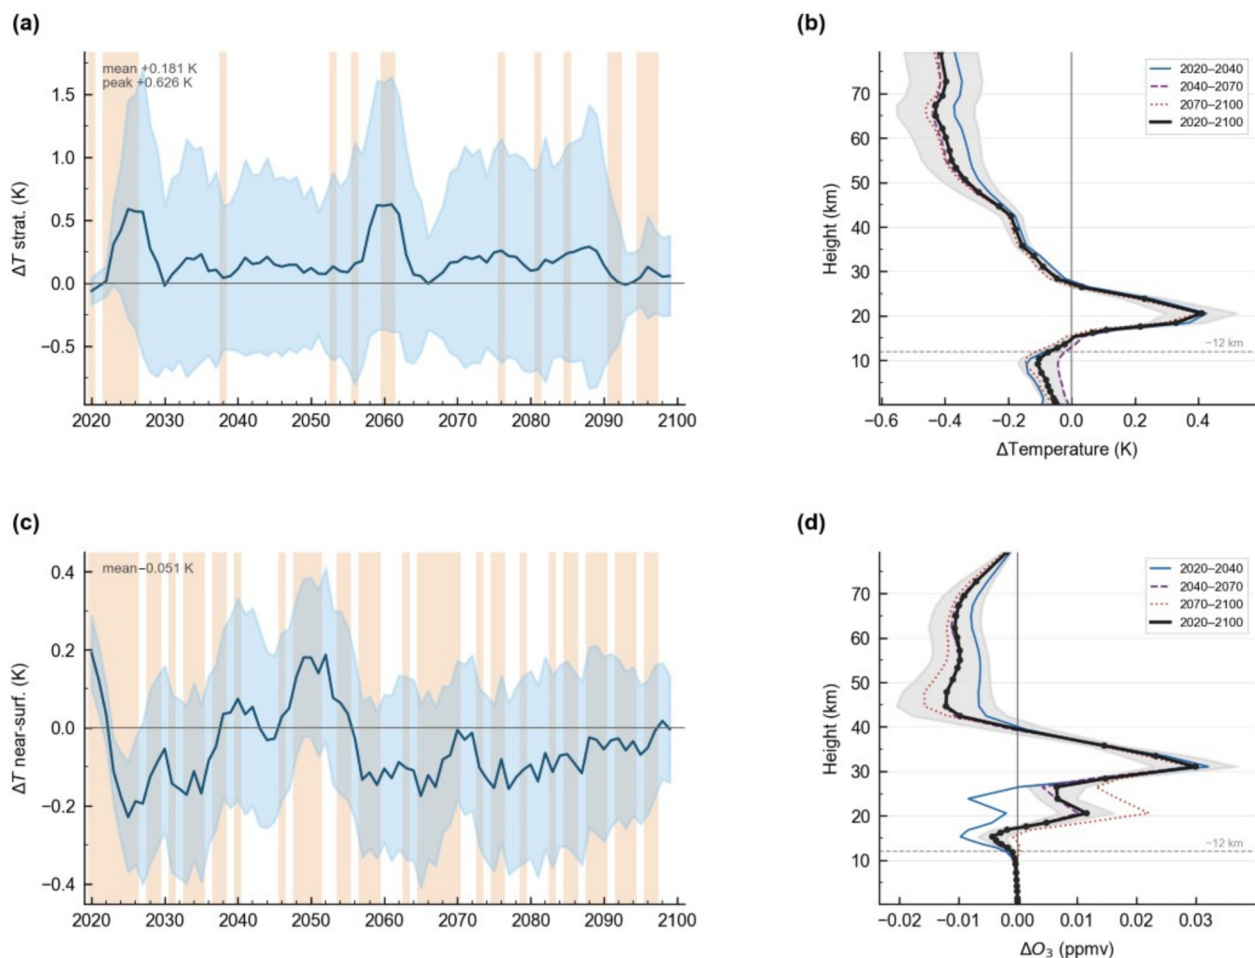 (a)
mean +0.181 K
peak +0.626 K
1.5
1.0
0.5
0.0
−0.5
ΔT strat. (K)
2020 2030 2040 2050 2060 2070 2080 2090 2100
(b)
2020−2040
2040−2070
2070−2100
2020−2100
70
60
50
40
30
20
10
Height (km)
~12 km
−0.6 −0.4 −0.2 0.0 0.2 0.4
ΔTemperature (K)
(c)
mean−0.051 K
0.4
0.2
0.0
−0.2
−0.4
ΔT near-surf. (K)
2020 2030 2040 2050 2060 2070 2080 2090 2100
(d)
2020−2040
2040−2070
2070−2100
2020−2100
70
60
50
40
30
20
10
Height (km)
~12 km
−0.02 −0.01 0.00 0.01 0.02 0.03
ΔO₃ (ppmv)